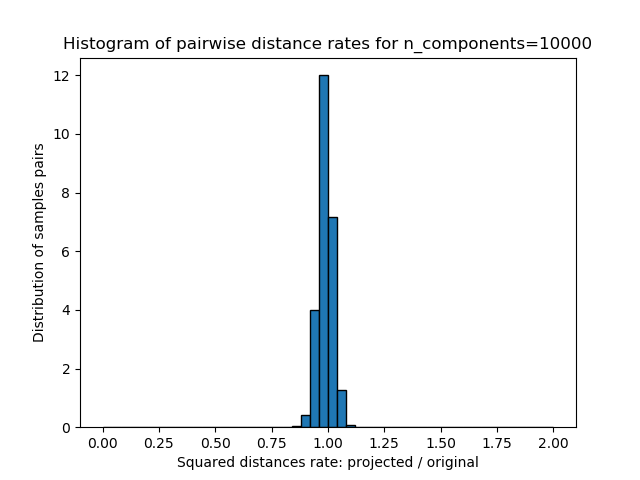 Histogram of pairwise distance rates for n_components=10000
Distribution of samples pairs
12
10
8
6
4
2
0
0.00 0.25 0.50 0.75 1.00 1.25 1.50 1.75 2.00
Squared distances rate: projected / original